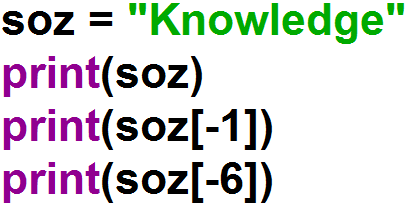 soz = "Knowledge"
print(soz)
print(soz[-1])
print(soz[-6])